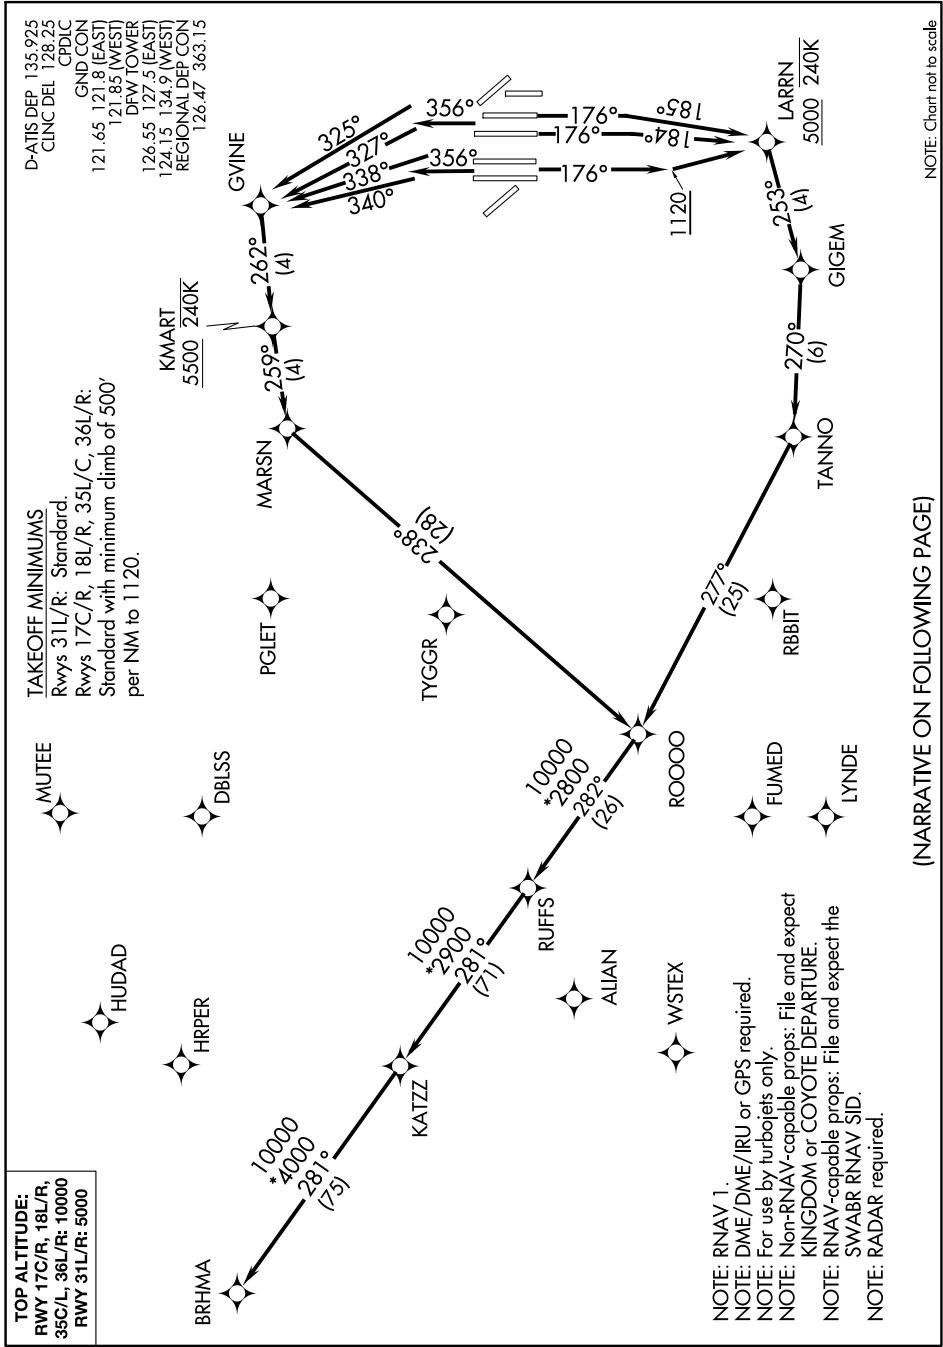 TOP ALTITUDE:
RWY 17C/R, 18L/R,
35C/L, 36L/R: 10000
RWY 31L/R: 5000
TAKEOFF MINIMUMS
Rwys 31L/R: Standard.
Rwys 17C/R, 18L/R, 35L/C, 36L/R:
Standard with minimum climb of 500'
per NM to 1120.
D-ATIS DEP 135.925
CLNC DEL 128.25
CPDLC
GND CON
121.65 121.8 (EAST)
121.85 (WEST)
DFW TOWER
126.55 127.5 (EAST)
124.15 134.9 (WEST)
REGIONAL DEP CON
126.47 363.15
MUTEE
HUDAD
DBLSS
HRPER
PGLET
TYGGR
BRHMA
10000
*4000
281°
(75)
KATZZ
10000
*2900
281°
(71)
RUFFS
10000
*2800
282°
(26)
ROOOO
238°
(28)
MARSN
259°
(4)
KMART
5500 240K
262°
(4)
GVINE
325°
327°
338°
340°
356°
356°
176°
176°
176°
185°
184°
1120
LARRN
5000 240K
253°
(4)
GIGEM
270°
(6)
TANNO
277°
(25)
RBBIT
FUMED
LYNDE
ALIAN
WSTEX
NOTE: RNAV 1.
NOTE: DME/DME/IRU or GPS required.
NOTE: For use by turbojets only.
NOTE: Non-RNAV-capable props: File and expect
KINGDOM or COYOTE DEPARTURE.
NOTE: RNAV-capable props: File and expect the
SWABR RNAV SID.
NOTE: RADAR required.
(NARRATIVE ON FOLLOWING PAGE)
NOTE: Chart not to scale